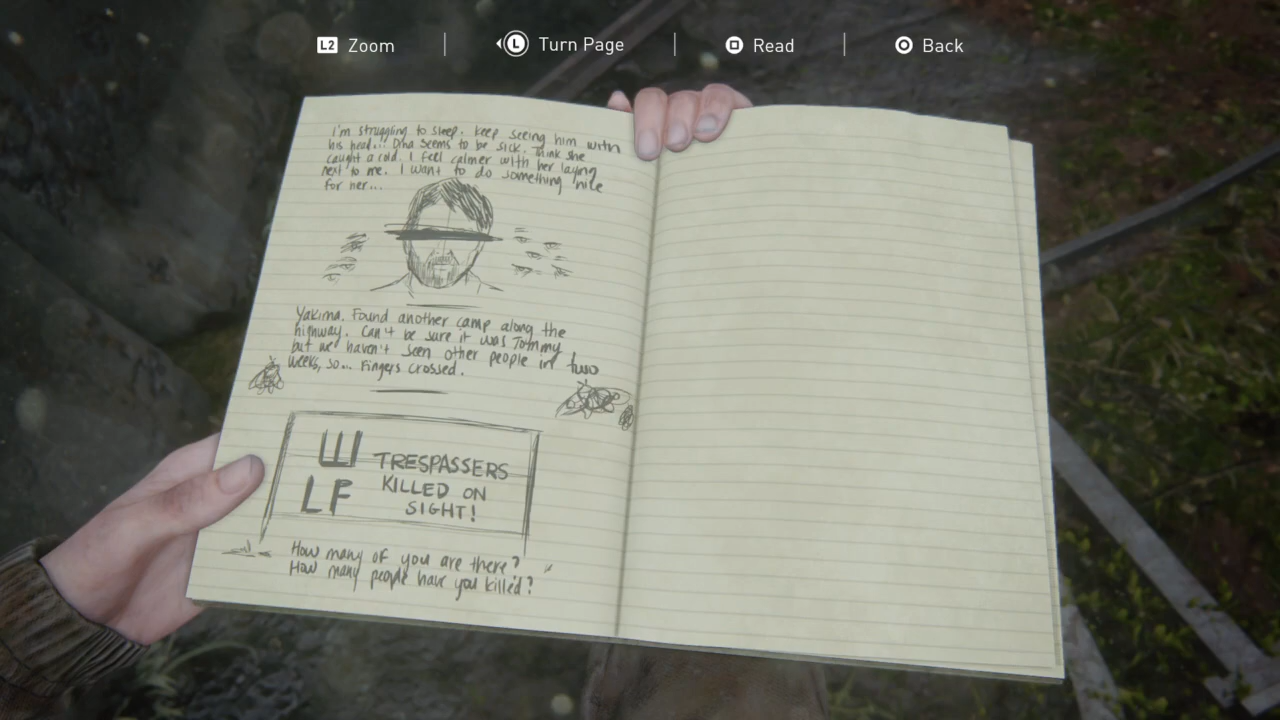 L2 Zoom
L Turn Page
Read
Back
I'm struggling to sleep. Keep seeing him with
his head... Dina seems to be sick. Think she
caught a cold. I feel calmer with her laying
next to me. I want to do something nice
for her...
Yakima. Found another camp along the
highway. Can't be sure it was Tommy
but we haven't seen other people in two
weeks, so... Fingers crossed.
W
LF
TRESPASSERS
KILLED ON
SIGHT!
How many of you are there?
How many people have you killed?